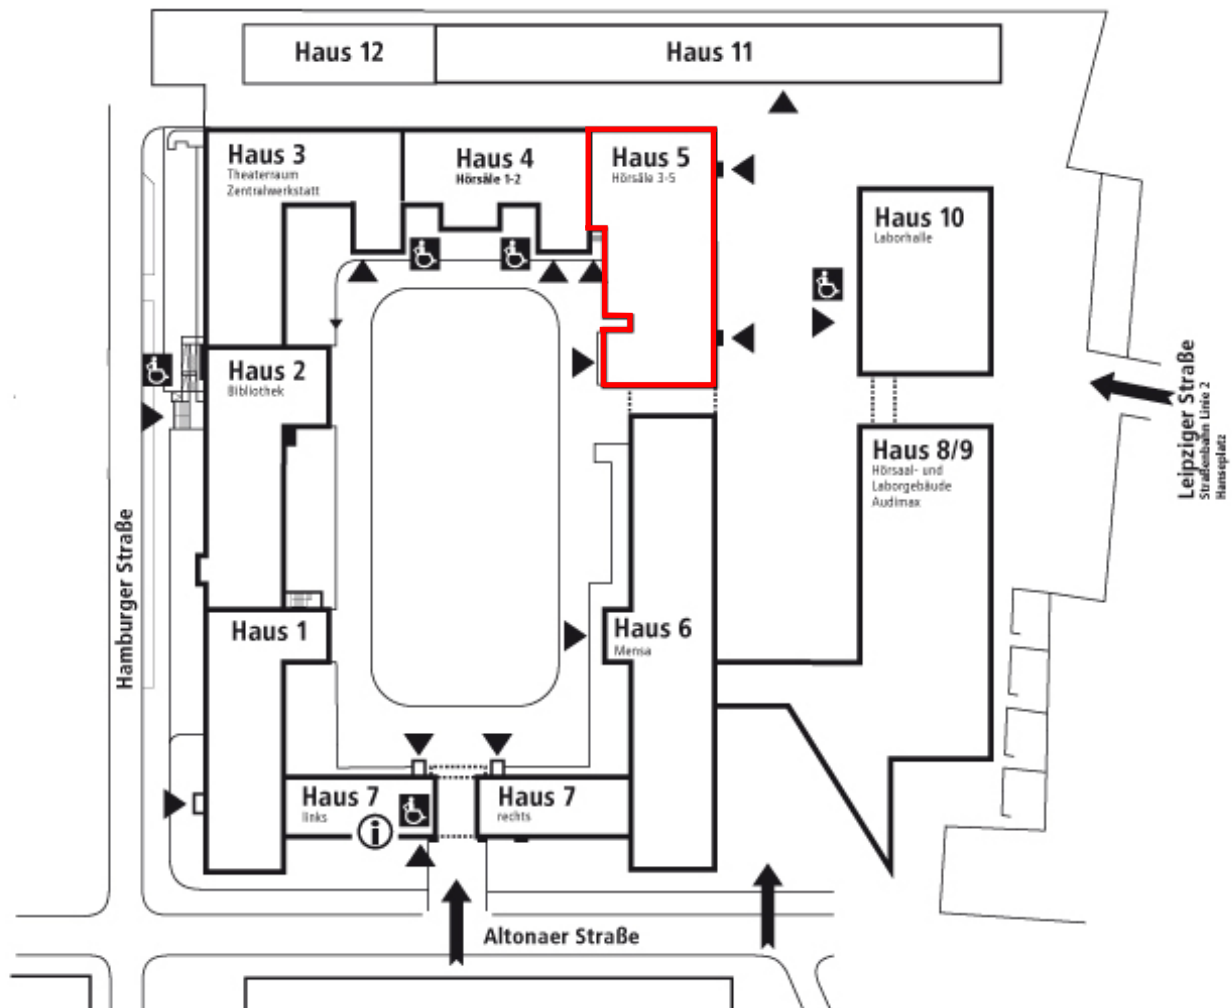 Haus 12
Haus 11
Haus 3
Theaterraum
Zentralwerkstatt
Haus 4
Hörsäle 1-2
Haus 5
Hörsäle 3-5
Haus 10
Laborhalle
Haus 2
Bibliothek
Haus 8/9
Hörsaal- und
Laborgebäude
Audimax
Leipziger Straße
Straßenbahn Linie 2
Hanseplatz
Hamburger Straße
Haus 1
Haus 6
Mensa
Haus 7
links
i
Haus 7
rechts
Altonaer Straße